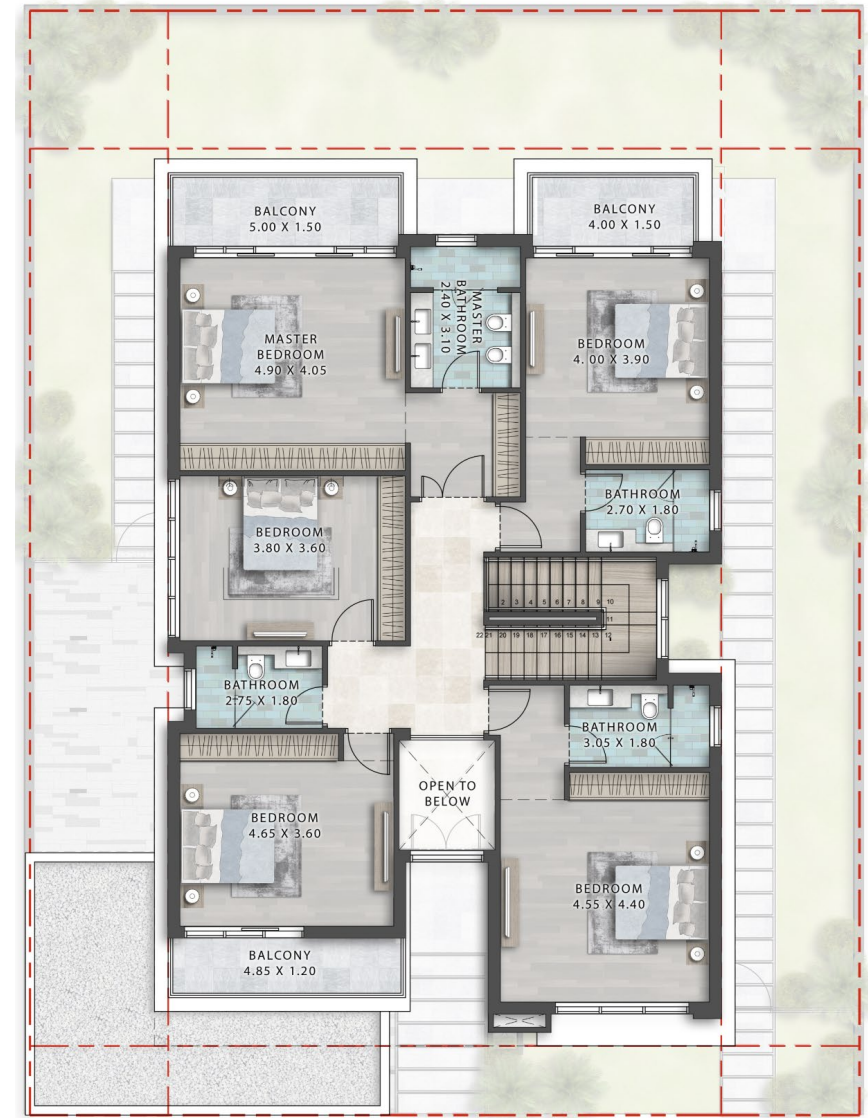 BALCONY
5.00 X 1.50
BALCONY
4.00 X 1.50
MASTER
BEDROOM
4.90 X 4.05
MASTER
BATHROOM
2.40 X 3.10
BEDROOM
4. 00 X 3.90
BATHROOM
2.70 X 1.80
BEDROOM
3.80 X 3.60
2 3 4 5 6 7 8 9 10
11
22 21 20 19 18 17 16 15 14 13 12
BATHROOM
2.75 X 1.80
BATHROOM
3.05 X 1.80
OPEN TO
BELOW
BEDROOM
4.65 X 3.60
BEDROOM
4.55 X 4.40
BALCONY
4.85 X 1.20